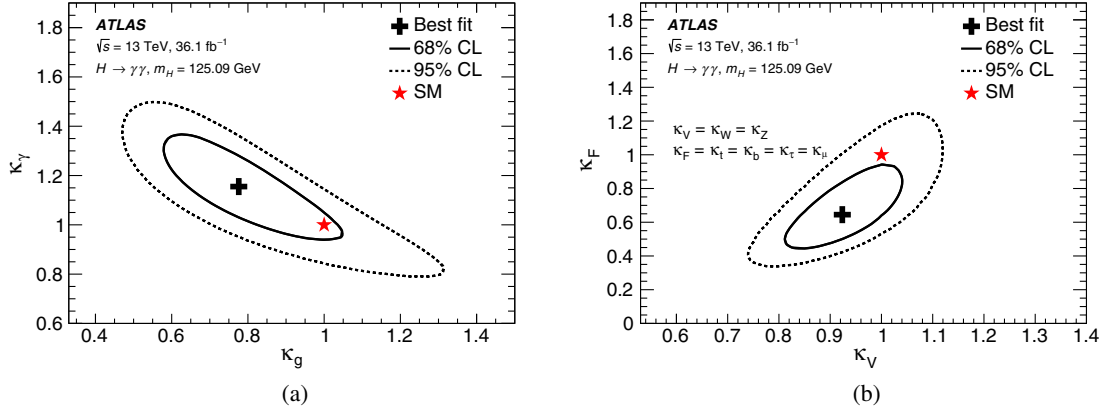 ATLAS
√s = 13 TeV, 36.1 fb⁻¹
H → γγ, m_H = 125.09 GeV
Best fit
68% CL
95% CL
SM
κ_γ
1.8
1.6
1.4
1.2
1
0.8
0.6
0.4 0.6 0.8 1 1.2 1.4
κ_g
(a)
ATLAS
√s = 13 TeV, 36.1 fb⁻¹
H → γγ, m_H = 125.09 GeV
Best fit
68% CL
95% CL
SM
κ_V = κ_W = κ_Z
κ_F = κ_t = κ_b = κ_τ = κ_μ
κ_F
2
1.8
1.6
1.4
1.2
1
0.8
0.6
0.4
0.2
0
0.6 0.7 0.8 0.9 1 1.1 1.2 1.3 1.4
κ_V
(b)